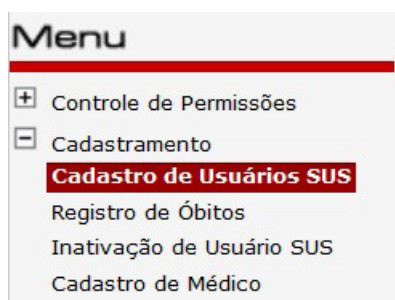 Menu
Controle de Permissões
Cadastramento
Cadastro de Usuários SUS
Registro de Óbitos
Inativação de Usuário SUS
Cadastro de Médico